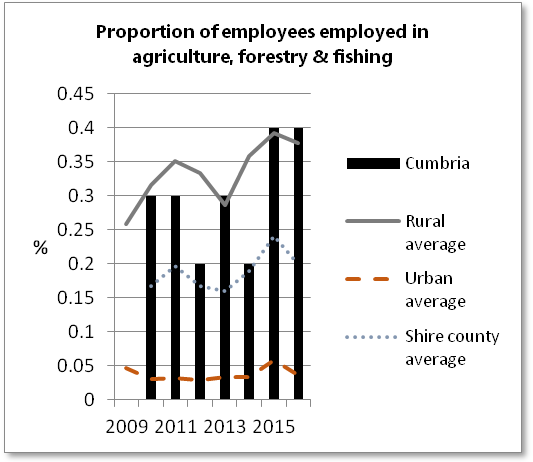 Proportion of employees employed in
agriculture, forestry & fishing
0.45
0.4
0.35
0.3
0.25
0.2
0.15
0.1
0.05
0
%
2009 2011 2013 2015
Cumbria
Rural
average
Urban
average
Shire county
average